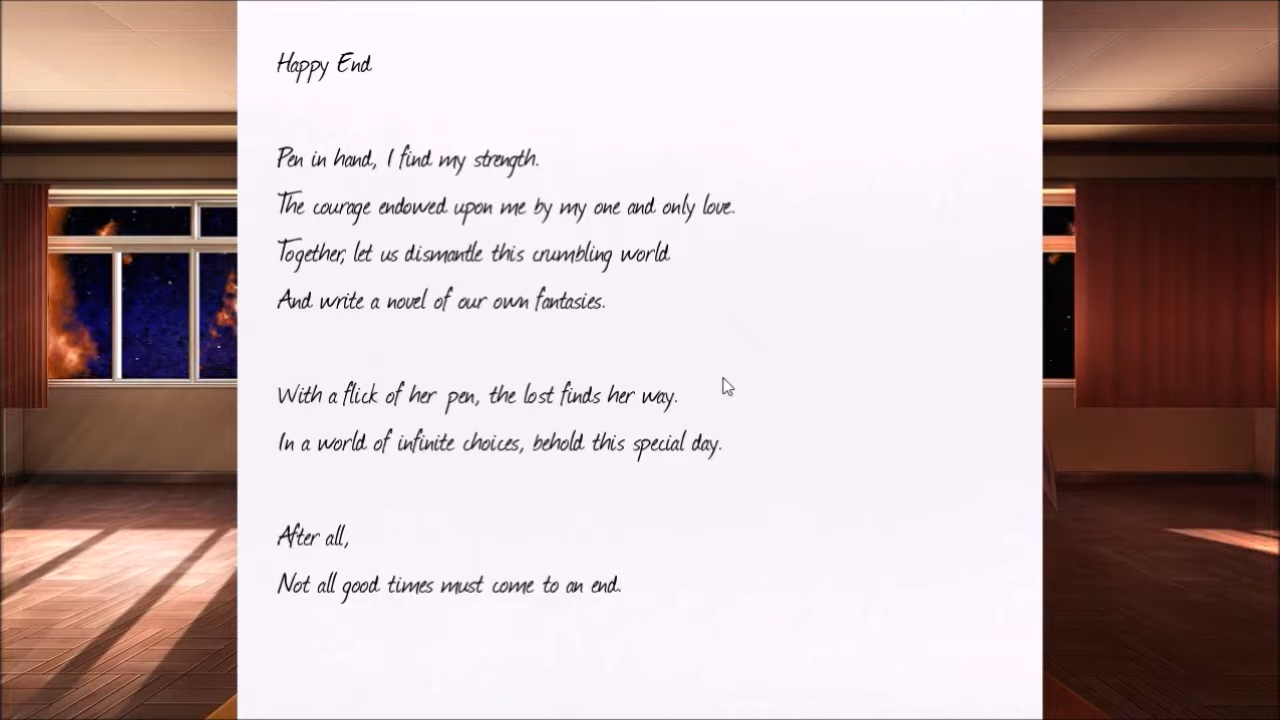 Happy End
Pen in hand, I find my strength.
The courage endowed upon me by my one and only love.
Together, let us dismantle this crumbling world
And write a novel of our own fantasies.
With a flick of her pen, the lost finds her way.
In a world of infinite choices, behold this special day.
After all,
Not all good times must come to an end.